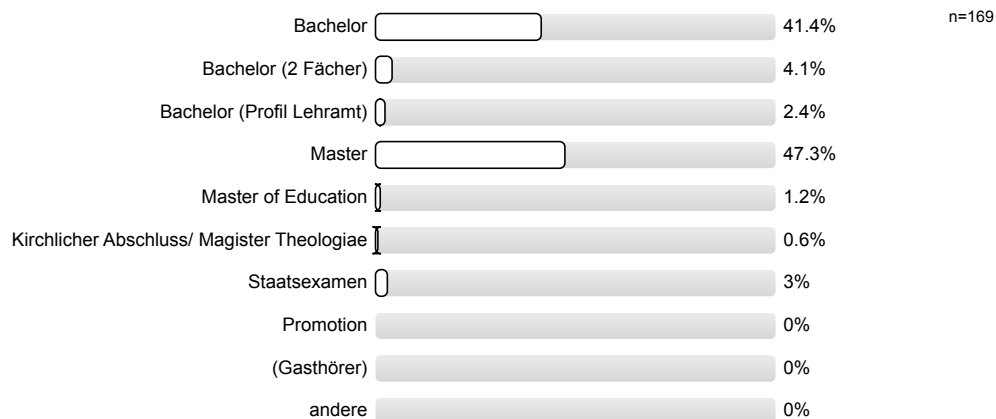 Bachelor 41.4% n=169
Bachelor (2 Fächer) 4.1%
Bachelor (Profil Lehramt) 2.4%
Master 47.3%
Master of Education 1.2%
Kirchlicher Abschluss/ Magister Theologiae 0.6%
Staatsexamen 3%
Promotion 0%
(Gasthörer) 0%
andere 0%